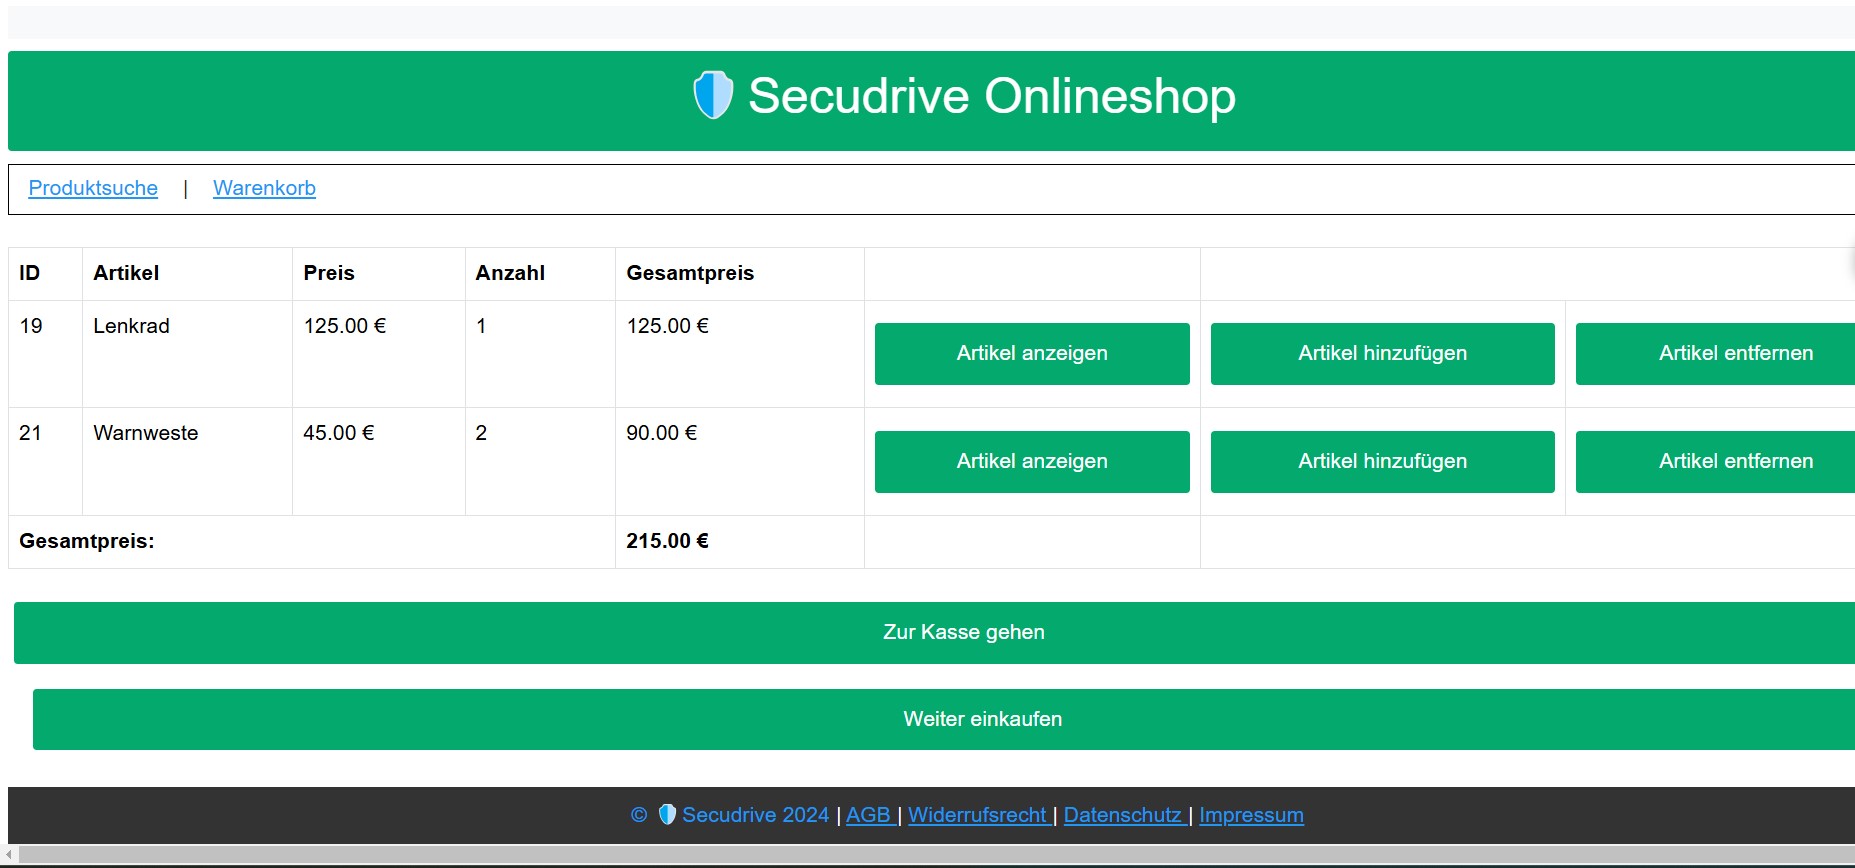 Secudrive Onlineshop
Produktsuche | Warenkorb
ID Artikel Preis Anzahl Gesamtpreis
19 Lenkrad 125.00 € 1 125.00 € Artikel anzeigen Artikel hinzufügen Artikel entfernen
21 Warnweste 45.00 € 2 90.00 € Artikel anzeigen Artikel hinzufügen Artikel entfernen
Gesamtpreis: 215.00 €
Zur Kasse gehen
Weiter einkaufen
© Secudrive 2024 | AGB | Widerrufsrecht | Datenschutz | Impressum